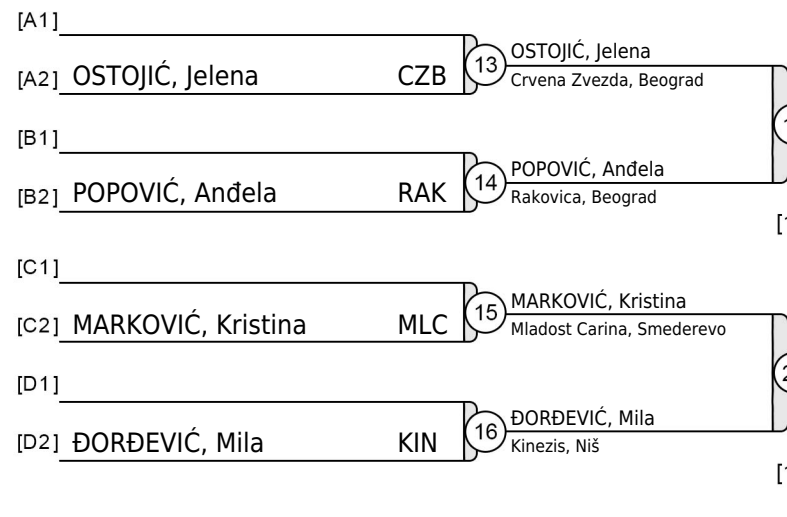 [A1]
[A2] OSTOJIĆ, Jelena CZB
13
OSTOJIĆ, Jelena
Crvena Zvezda, Beograd
[B1]
[B2] POPOVIĆ, Anđela RAK
14
POPOVIĆ, Anđela
Rakovica, Beograd
[C1]
[C2] MARKOVIĆ, Kristina MLC
15
MARKOVIĆ, Kristina
Mladost Carina, Smederevo
[D1]
[D2] ĐORĐEVIĆ, Mila KIN
16
ĐORĐEVIĆ, Mila
Kinezis, Niš